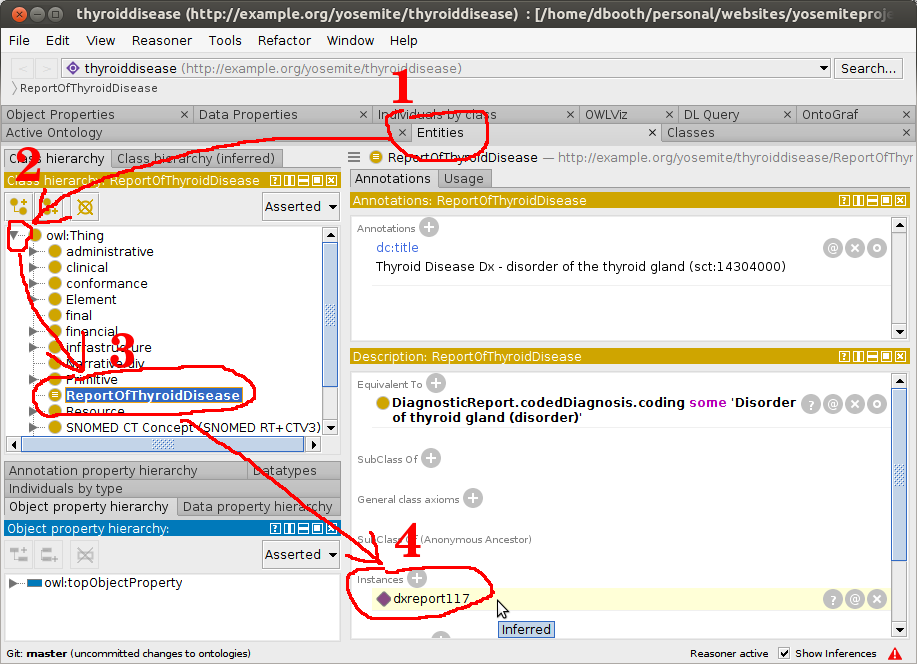 thyroiddisease (http://example.org/yosemite/thyroiddisease) : [/home/dbooth/personal/websites/yosemiteproje
File Edit View Reasoner Tools Refactor Window Help
< > thyroiddisease (http://example.org/yosemite/thyroiddisease) Search...
ReportOfThyroidDisease
1
Object Properties Data Properties Individuals by class OWLViz DL Query OntoGraf
Active Ontology Entities Classes
2
Class hierarchy Class hierarchy (inferred)
Class hierarchy: ReportOfThyroidDisease
Asserted
owl:Thing
administrative
clinical
conformance
Element
final
financial
infrastructure
Narrative.div
Primitive
ReportOfThyroidDisease
Resource
SNOMED CT Concept (SNOMED RT+CTV3)
3
Annotation property hierarchy Datatypes
Individuals by type
Object property hierarchy Data property hierarchy
Object property hierarchy:
Asserted
owl:topObjectProperty
ReportOfThyroidDisease — http://example.org/yosemite/thyroiddisease/ReportOfThyr
Annotations Usage
Annotations: ReportOfThyroidDisease
Annotations
dc:title
Thyroid Disease Dx - disorder of the thyroid gland (sct:14304000)
Description: ReportOfThyroidDisease
Equivalent To
DiagnosticReport.codedDiagnosis.coding some 'Disorder
of thyroid gland (disorder)'
SubClass Of
General class axioms
SubClass Of (Anonymous Ancestor)
4
Instances
dxreport117
Inferred
Git: master (uncommitted changes to ontologies) Reasoner active Show Inferences